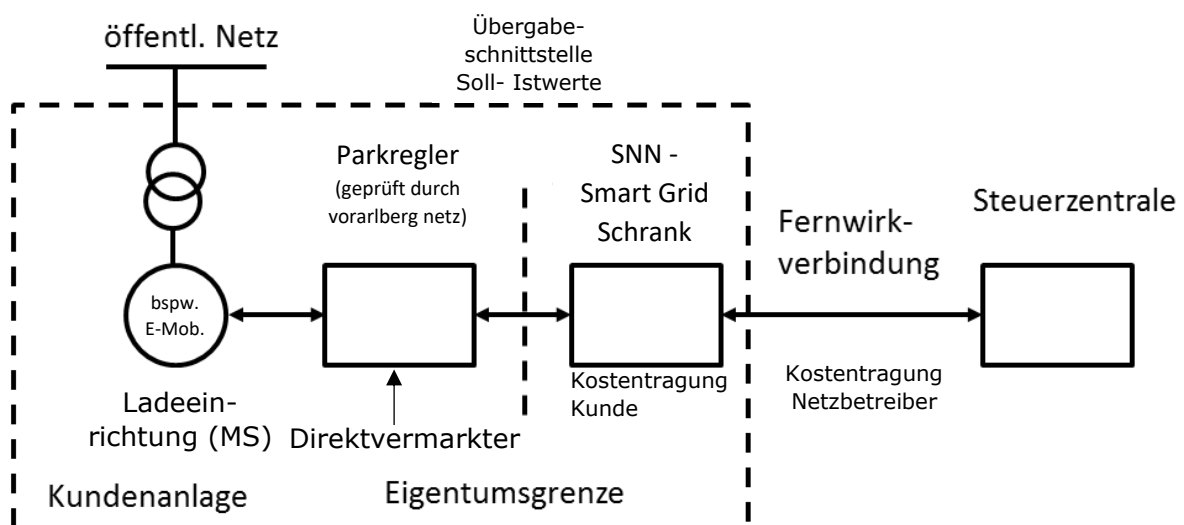 öffentl. Netz
Übergabe-
schnittstelle
Soll- Istwerte
Parkregler
(geprüft durch
vorarlberg netz)
SNN -
Smart Grid
Schrank
Fernwirk-
verbindung
Steuerzentrale
bspw.
E-Mob.
Ladeein-
richtung (MS)
Direktvermarkter
Kostentragung
Kunde
Kostentragung
Netzbetreiber
Kundenanlage
Eigentumsgrenze